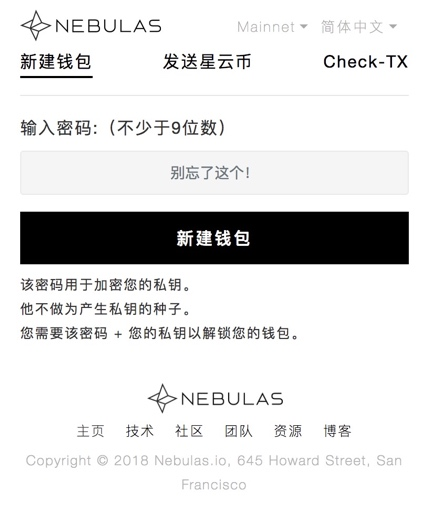 NEBULAS Mainnet 简体中文
新建钱包 发送星云币 Check-TX
输入密码:（不少于9位数）
别忘了这个!
新建钱包
该密码用于加密您的私钥。
他不做为产生私钥的种子。
您需要该密码 + 您的私钥以解锁您的钱包。
NEBULAS
主页 技术 社区 团队 资源 博客
Copyright © 2018 Nebulas.io, 645 Howard Street, San
Francisco